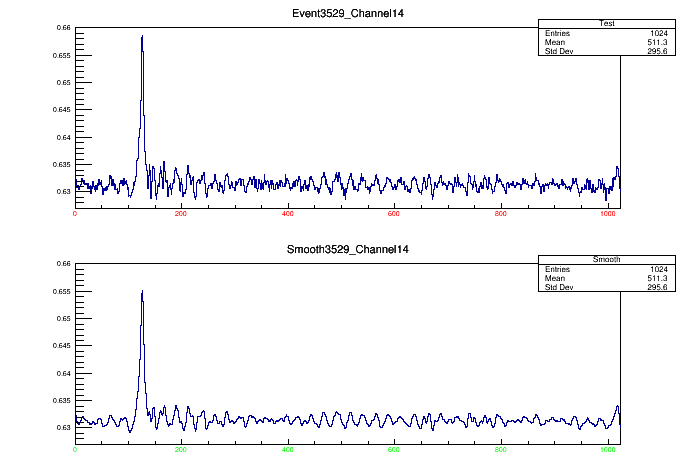 Event3529_Channel14
Test
Entries 1024
Mean 511.3
Std Dev 295.6
0.66
0.655
0.65
0.645
0.64
0.635
0.63
0 200 400 600 800 1000
Smooth3529_Channel14
Smooth
Entries 1024
Mean 511.3
Std Dev 295.6
0.66
0.655
0.65
0.645
0.64
0.635
0.63
0 200 400 600 800 1000